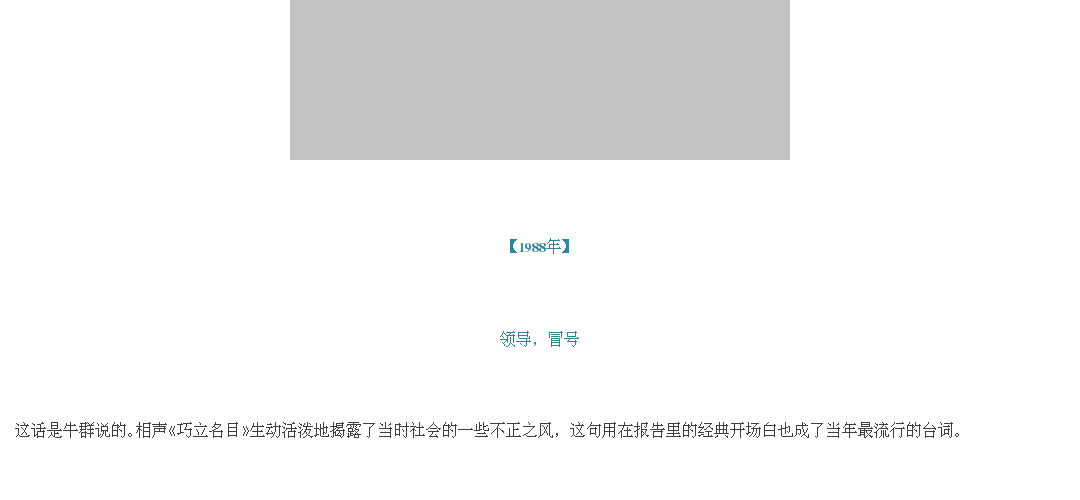 【1988年】
领导，冒号
这话是牛群说的。相声《巧立名目》生动活泼地揭露了当时社会的一些不正之风，这句用在报告里的经典开场白也成了当年最流行的台词。